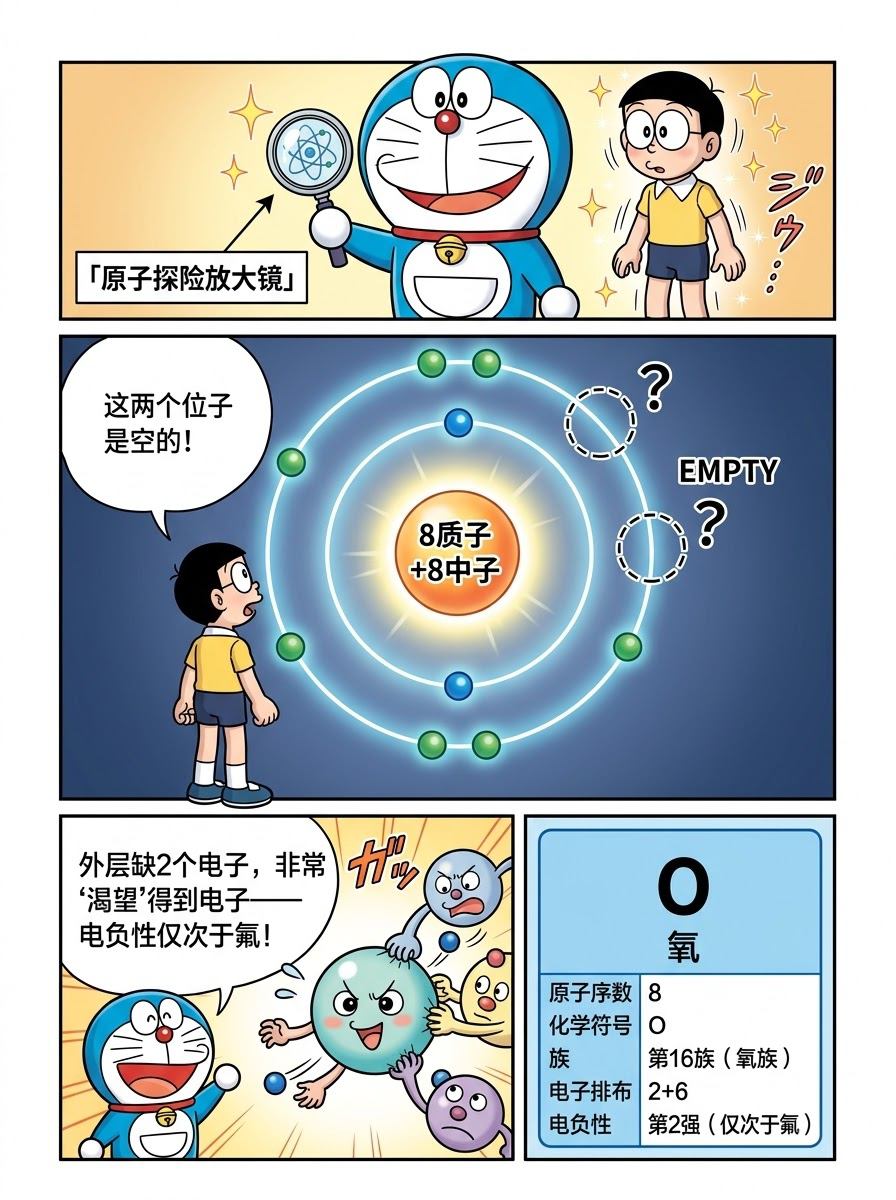 「原子探险放大镜」
ジゥ…
这两个位子
是空的！
？
EMPTY
？
8质子
+8中子
外层缺2个电子，非常
‘渴望’得到电子——
电负性仅次于氟！
ガッ
O
氧
原子序数 8
化学符号 O
族 第16族（氧族）
电子排布 2+6
电负性 第2强（仅次于氟）